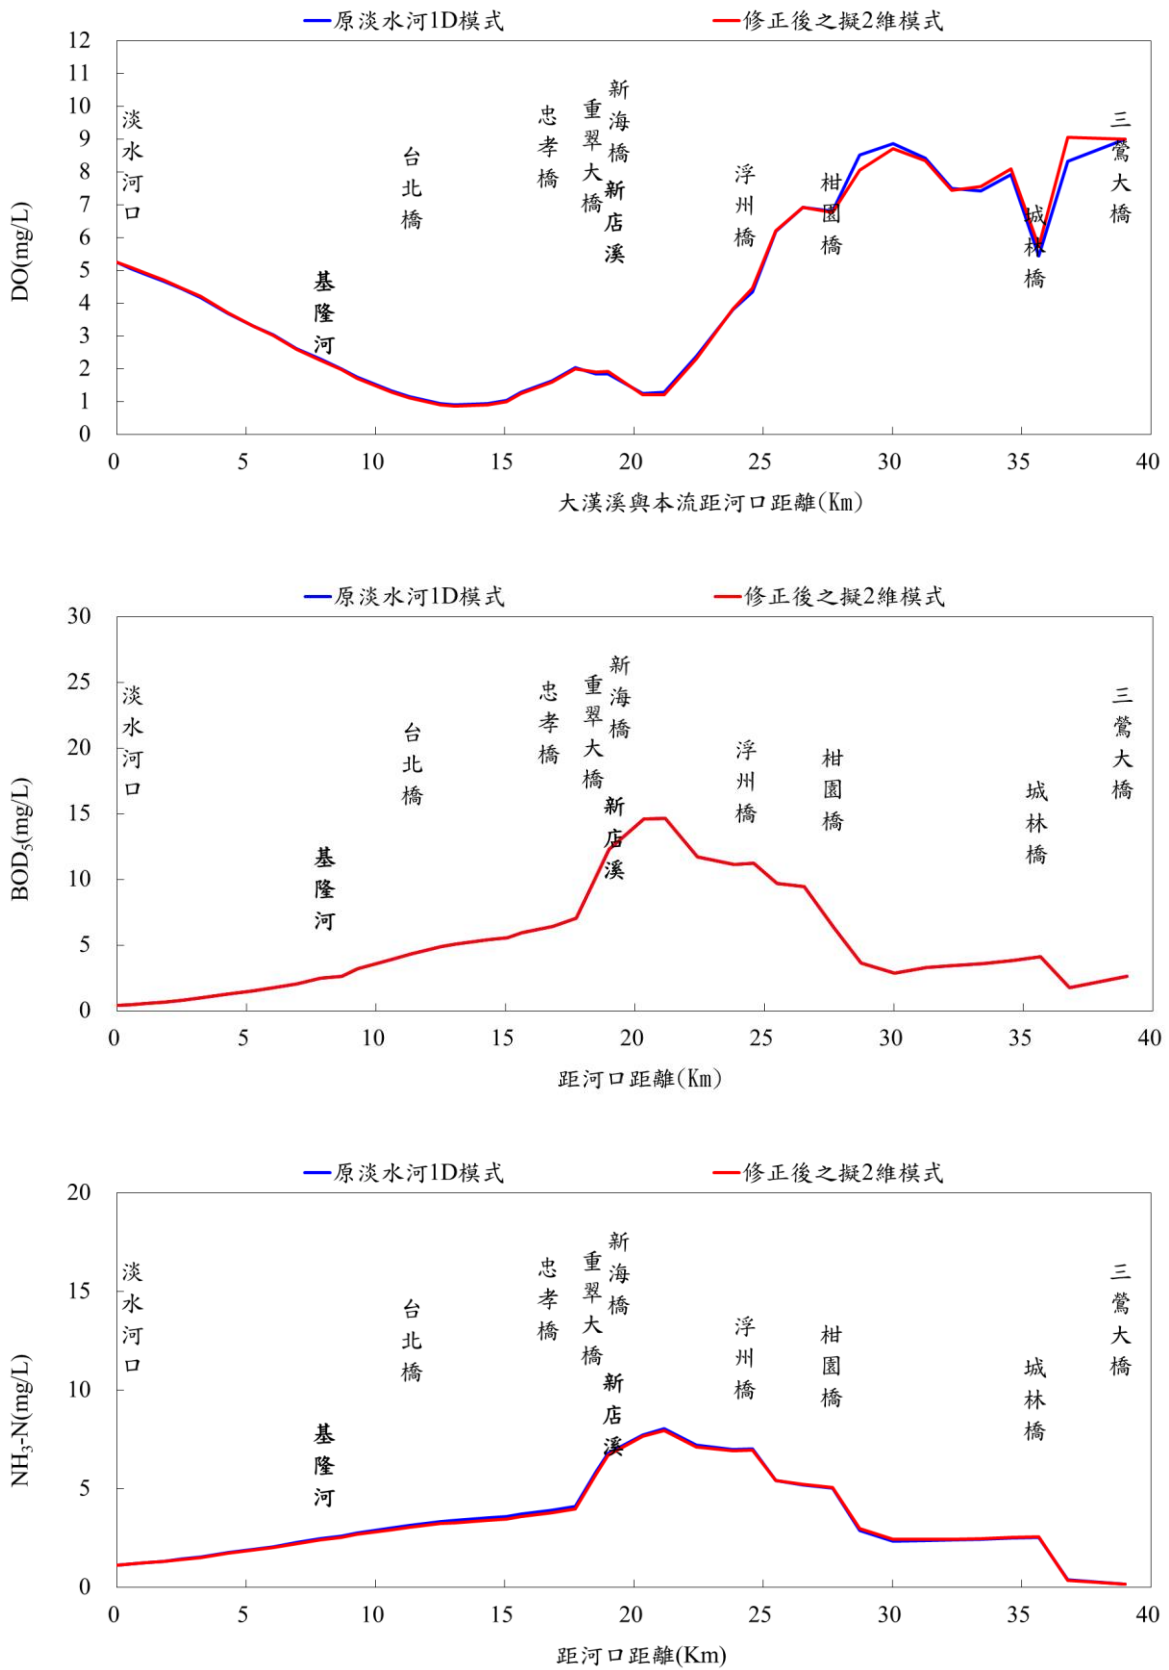 原淡水河1D模式 修正後之擬2維模式
12
11
10
9
8
7
6
5
4
3
2
1
0
DO(mg/L)
淡水河口
基隆河
台北橋
忠孝橋
重翠大橋
新海橋
新店溪
浮州橋
柑園橋
城林橋
三鶯大橋
0 5 10 15 20 25 30 35 40
大漢溪與本流距河口距離(Km)
原淡水河1D模式 修正後之擬2維模式
30
25
20
15
10
5
0
BOD5(mg/L)
淡水河口
基隆河
台北橋
忠孝橋
重翠大橋
新海橋
新店溪
浮州橋
柑園橋
城林橋
三鶯大橋
0 5 10 15 20 25 30 35 40
距河口距離(Km)
原淡水河1D模式 修正後之擬2維模式
20
15
10
5
0
NH3-N(mg/L)
淡水河口
基隆河
台北橋
忠孝橋
重翠大橋
新海橋
新店溪
浮州橋
柑園橋
城林橋
三鶯大橋
0 5 10 15 20 25 30 35 40
距河口距離(Km)